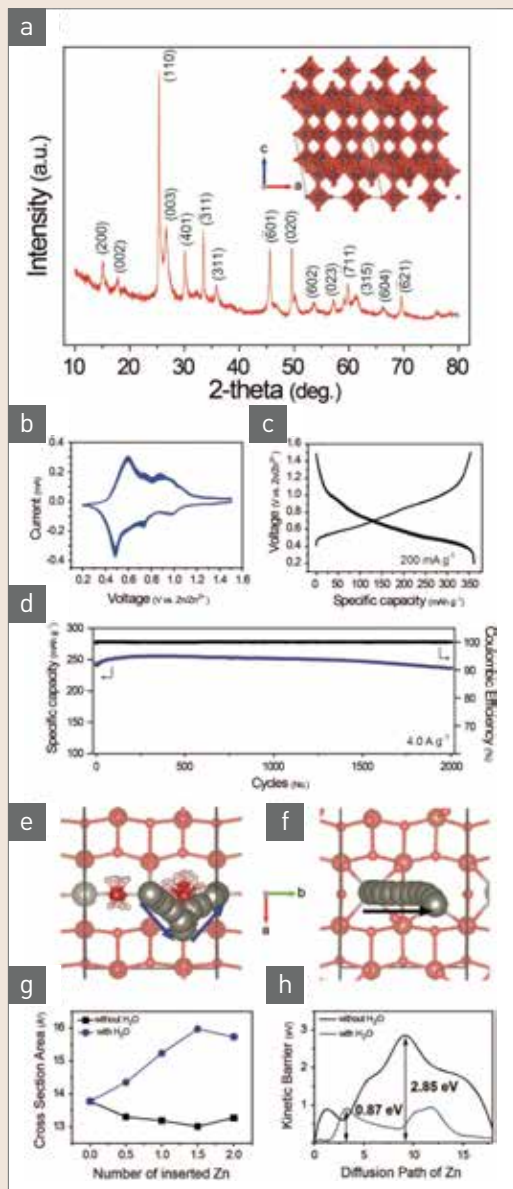 a
Intensity (a.u.)
(110)
(200)
(002)
(003)
(401)
(311)
(311)
(601)
(020)
(602)
(023)
(711)
(315)
(604)
(621)
c
a
10 20 30 40 50 60 70 80
2-theta (deg.)
b
Current (mA)
0.4
0.2
0.0
-0.4
0.2 0.4 0.6 0.8 1.0 1.2 1.4 1.6
Voltage (V vs. Zn/Zn²⁺)
c
Voltage (V vs. Zn/Zn²⁺)
1.6
1.4
1.2
1.0
0.8
0.6
0.4
0.2
200 mA g⁻¹
0 50 100 150 200 250 300 350
Specific capacity (mAh g⁻¹)
d
Specific capacity (mAh g⁻¹)
300
250
200
150
100
100
90
80
70
Coulombic Efficiency (%)
4.0 A g⁻¹
0 500 1000 1500 2000
Cycles (No.)
e
f
b
a
g
Cross Section Area (Å²)
without H₂O
with H₂O
16
15
14
13
0.0 0.5 1.0 1.5 2.0
Number of inserted Zn
h
Kinetic Barrier (eV)
without H₂O
with H₂O
3
2
1
2.85 eV
0.87 eV
0 5 10 15
Diffusion Path of Zn